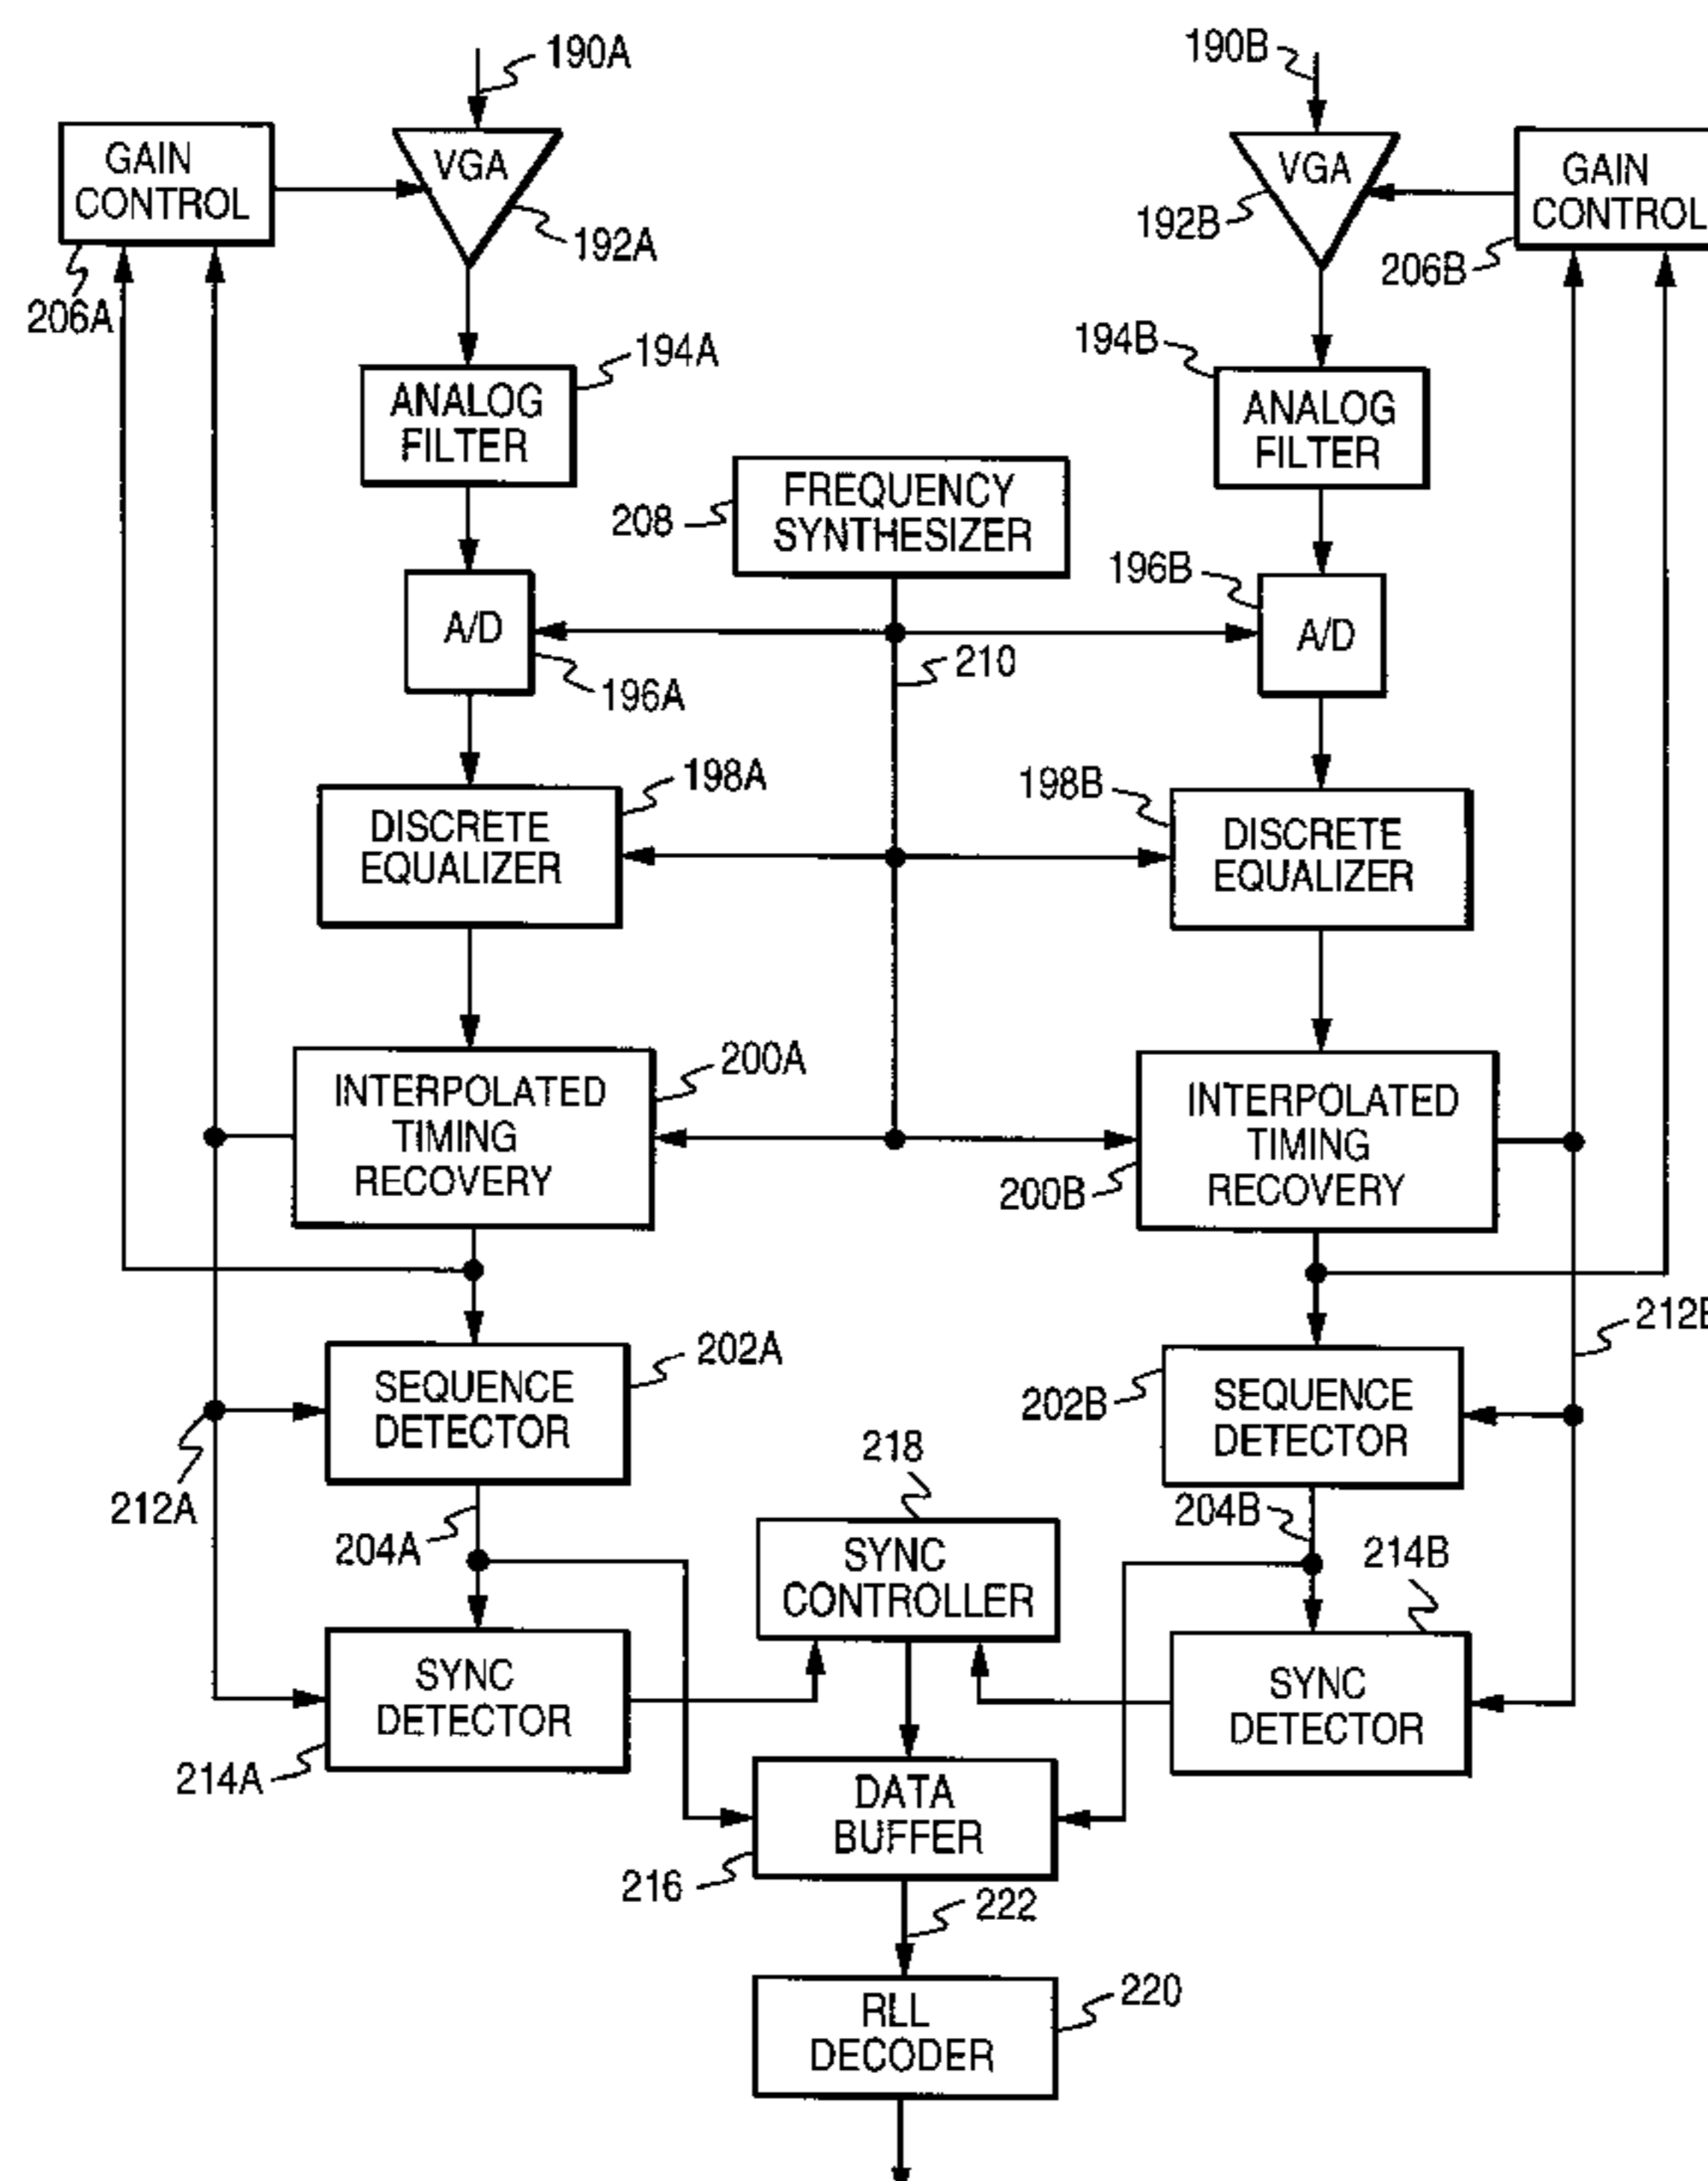 190A
190B
GAIN
CONTROL
VGA
VGA
GAIN
CONTROL
192A
192B
206A
206B
194A
194B
ANALOG
FILTER
ANALOG
FILTER
208
FREQUENCY
SYNTHESIZER
196B
A/D
A/D
210
196A
198A
198B
DISCRETE
EQUALIZER
DISCRETE
EQUALIZER
200A
INTERPOLATED
TIMING
RECOVERY
INTERPOLATED
TIMING
RECOVERY
200B
212B
202A
SEQUENCE
DETECTOR
202B
SEQUENCE
DETECTOR
218
212A
204A
204B
SYNC
CONTROLLER
214B
SYNC
DETECTOR
SYNC
DETECTOR
214A
DATA
BUFFER
216
222
RLL
DECODER
220